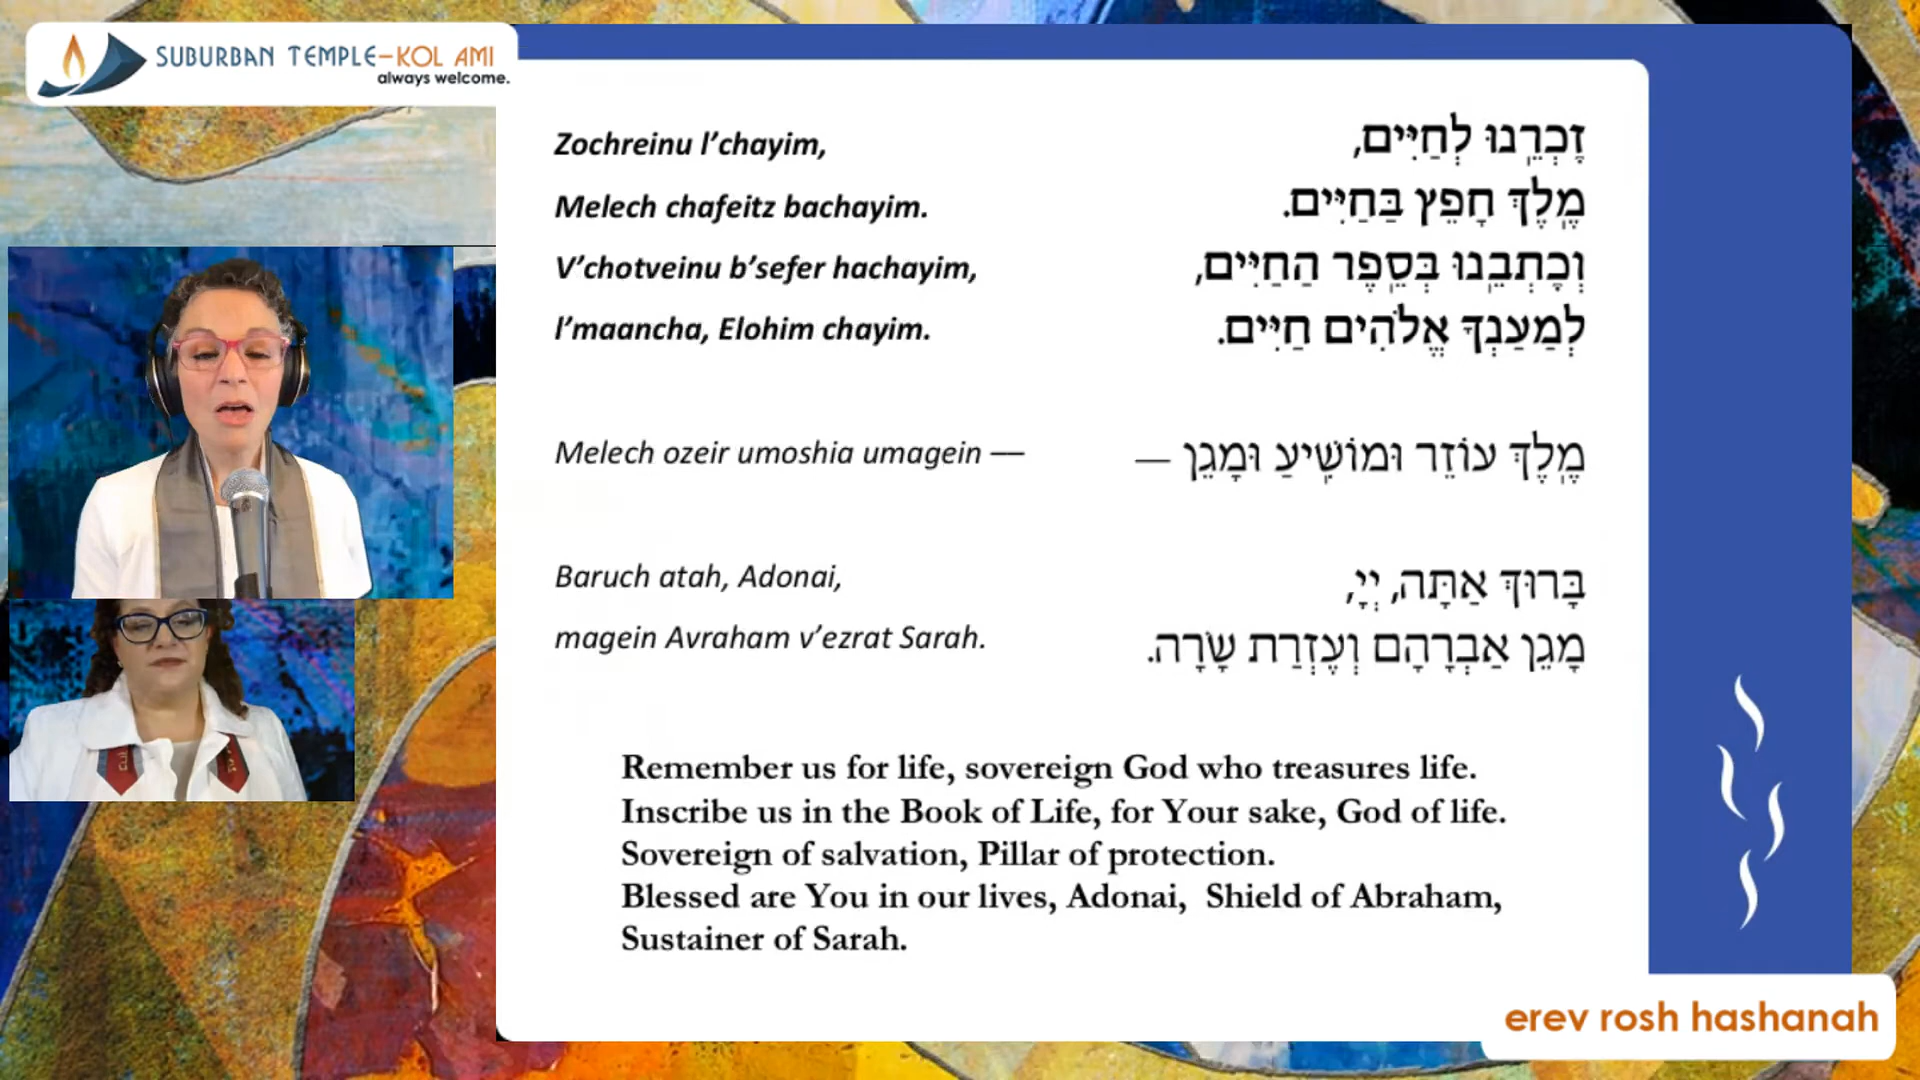 SUBURBAN TEMPLE-KOL AMI
always welcome.
Zochreinu l'chayim,
Melech chafeitz bachayim.
V'chotveinu b'sefer hachayim,
l'maancha, Elohim chayim.
Melech ozeir umoshia umagein —
Baruch atah, Adonai,
magein Avraham v'ezrat Sarah.
זׇכְרֵֽנוּ לְחַיִּים,
מֶֽלֶךְ חָפֵץ בַּחַיִּים.
וְכׇתְבֵֽנוּ בְּסֵֽפֶר הַחַיִּים,
לְמַעַנְךָ אֱלֹהִים חַיִּים.
מֶֽלֶךְ עוֹזֵר וּמוֹשִֽׁיעַ וּמָגֵן —
בָּרוּךְ אַתָּה, יְיָ,
מָגֵן אַבְרָהָם וְעֶזְרַת שָׂרָה.
Remember us for life, sovereign God who treasures life.
Inscribe us in the Book of Life, for Your sake, God of life.
Sovereign of salvation, Pillar of protection.
Blessed are You in our lives, Adonai, Shield of Abraham,
Sustainer of Sarah.
erev rosh hashanah